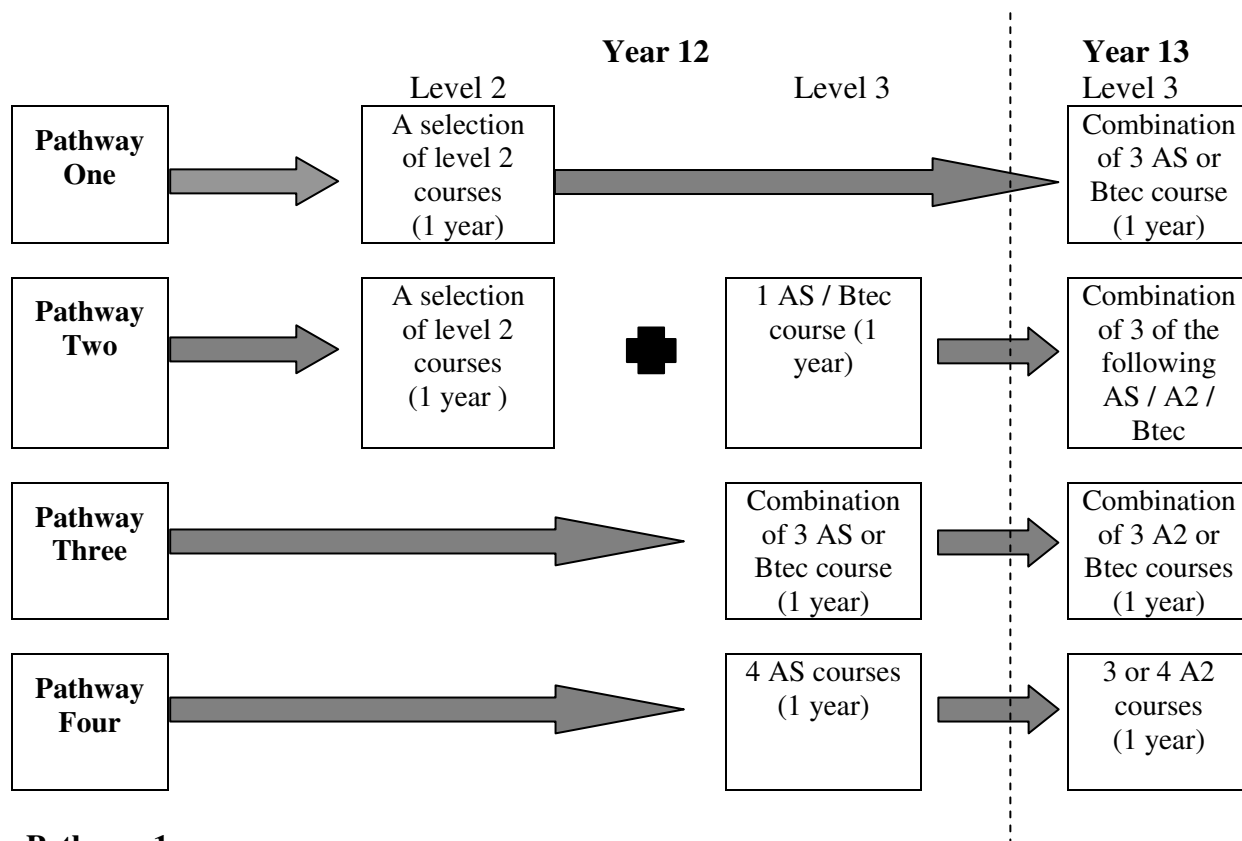 Year 12
Year 13
Level 2
Level 3
Level 3
Pathway
One
A selection
of level 2
courses
(1 year)
Combination
of 3 AS or
Btec course
(1 year)
Pathway
Two
A selection
of level 2
courses
(1 year )
1 AS / Btec
course (1
year)
Combination
of 3 of the
following
AS / A2 /
Btec
Pathway
Three
Combination
of 3 AS or
Btec course
(1 year)
Combination
of 3 A2 or
Btec courses
(1 year)
Pathway
Four
4 AS courses
(1 year)
3 or 4 A2
courses
(1 year)
Pathway 1